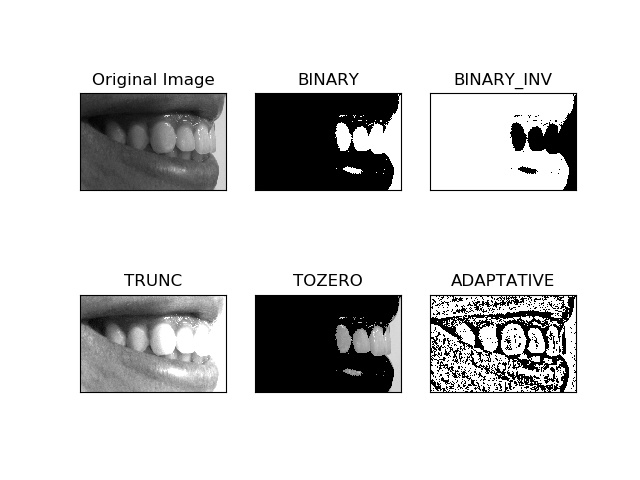 Original Image
BINARY
BINARY_INV
TRUNC
TOZERO
ADAPTATIVE